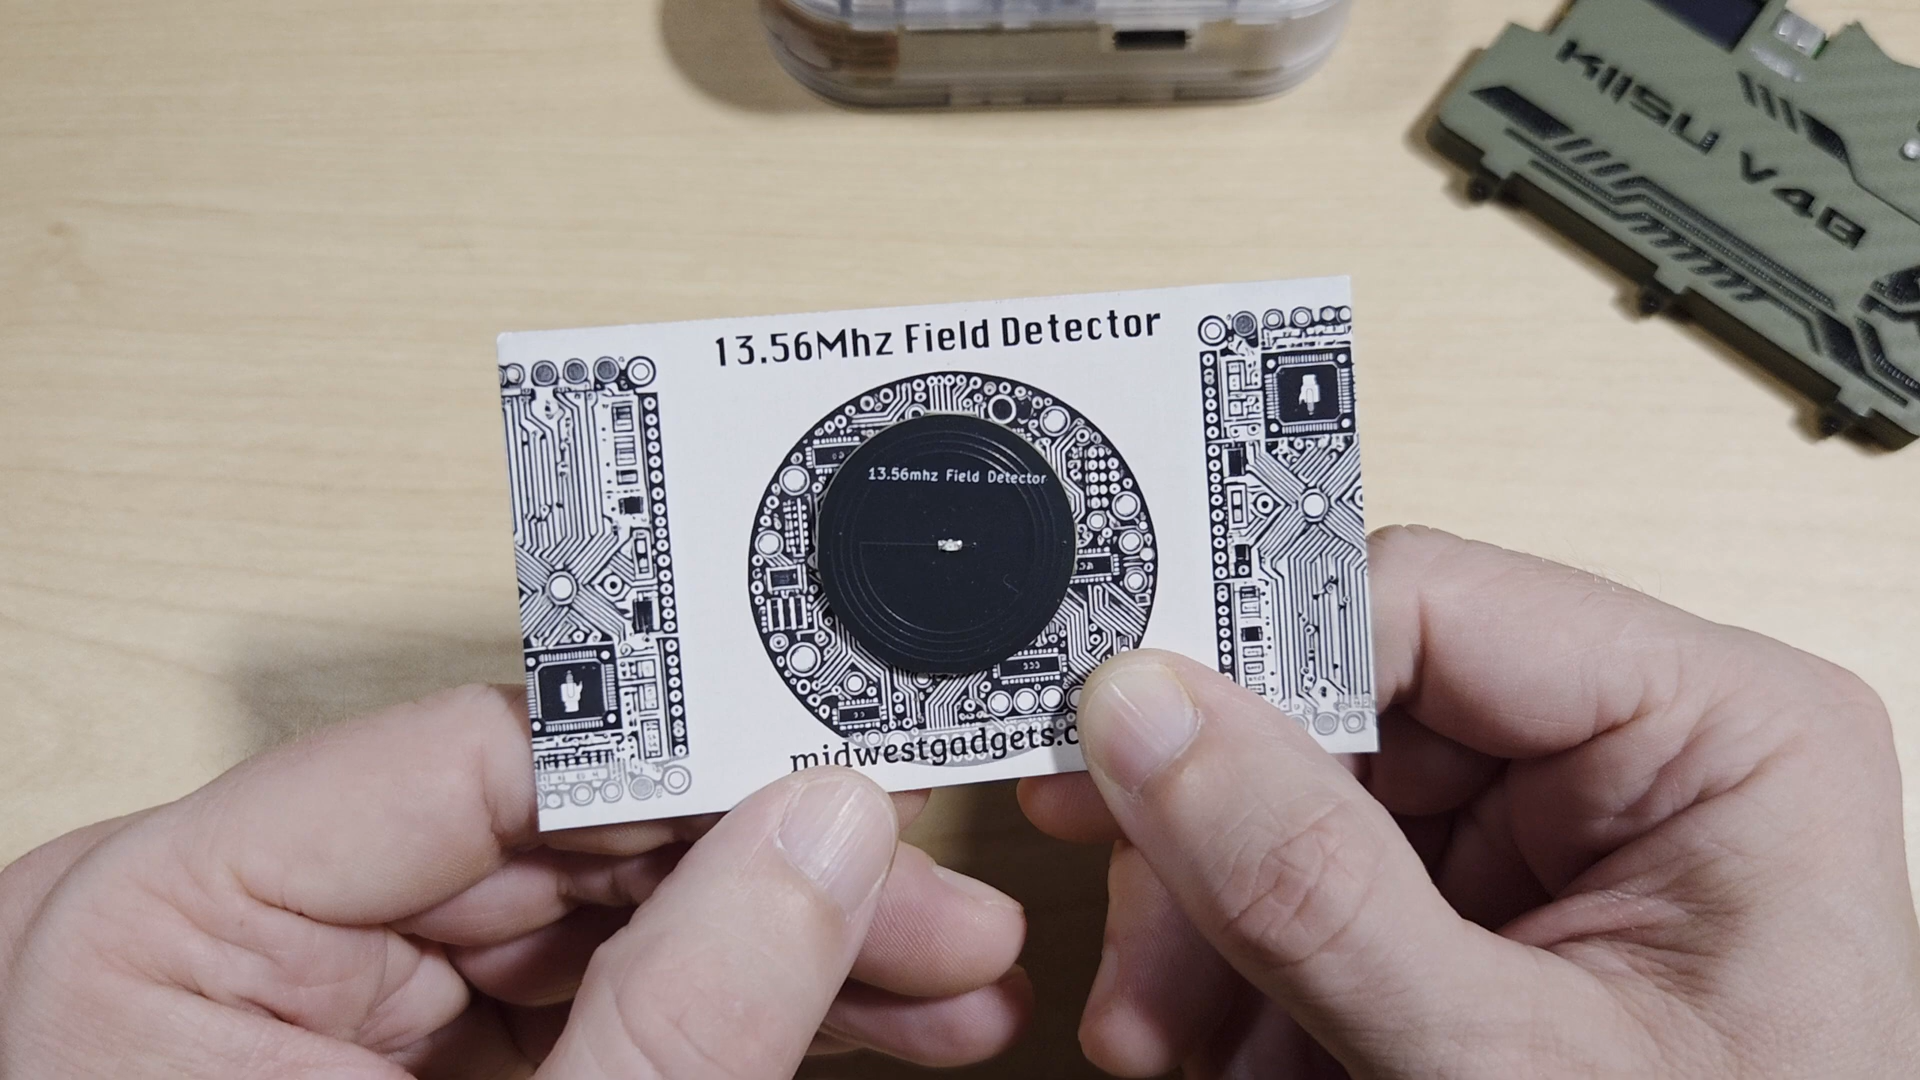 KIISU V4B
13.56Mhz Field Detector
13.56mhz Field Detector
midwestgadgets.c